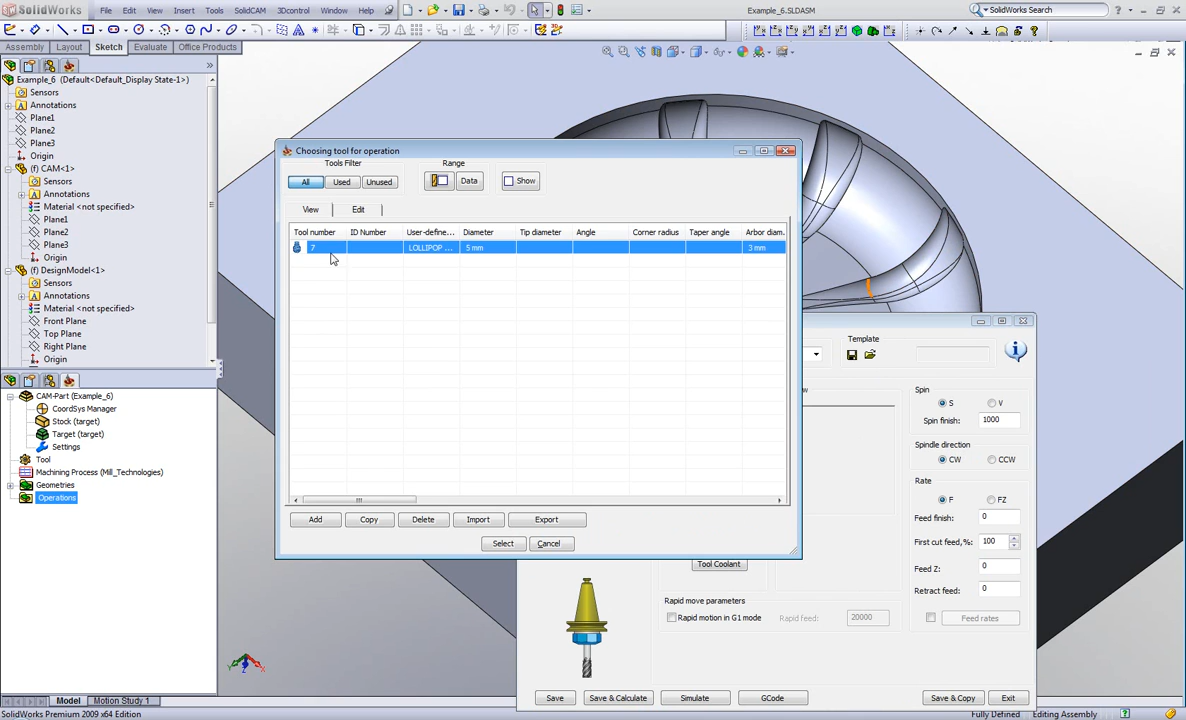 SolidWorks File Edit View Insert Tools SolidCAM 3Dcontrol Window Help Example_6.SLDASM SolidWorks Search
Assembly Layout Sketch Evaluate Office Products
Example_6 (Default<Default_Display State-1>)
Sensors
Annotations
Plane1
Plane2
Plane3
Origin
(f) CAM<1>
Sensors
Annotations
Material <not specified>
Plane1
Plane2
Plane3
Origin
(f) DesignModel<1>
Sensors
Annotations
Material <not specified>
Front Plane
Top Plane
Right Plane
Origin
CAM-Part (Example_6)
CoordSys Manager
Stock (target)
Target (target)
Settings
Tool
Machining Process (Mill_Technologies)
Geometries
Operations
Choosing tool for operation
Tools Filter Range
All Used Unused Data Show
View Edit
Tool number ID Number User-define... Diameter Tip diameter Angle Corner radius Taper angle Arbor diam.
7 LOLLIPOP ... 5 mm 3 mm
Add Copy Delete Import Export
Select Cancel
Template
Spin
S V
Spin finish: 1000
Spindle direction
CW CCW
Rate
F FZ
Feed finish: 0
First cut feed,%: 100
Feed Z: 0
Retract feed: 0
Feed rates
Tool Coolant
Rapid move parameters
Rapid motion in G1 mode Rapid feed: 20000
Save Save & Calculate Simulate GCode Save & Copy Exit
Z
Model Motion Study 1
SolidWorks Premium 2009 x64 Edition Fully Defined Editing Assembly